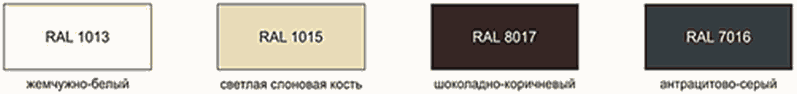 RAL 1013 RAL 1015 RAL 8017 RAL 7016
жемчужно-белый светлая слоновая кость шоколадно-коричневый антрацитово-серый